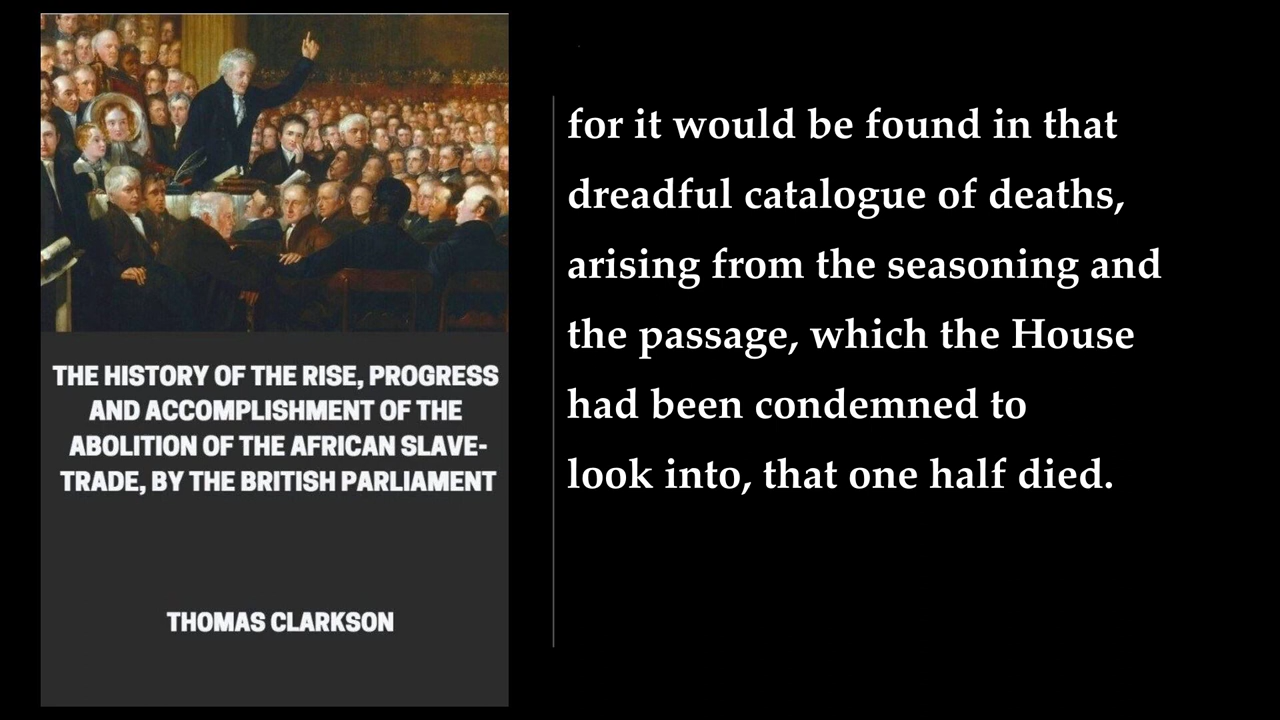 THE HISTORY OF THE RISE, PROGRESS
AND ACCOMPLISHMENT OF THE
ABOLITION OF THE AFRICAN SLAVE-
TRADE, BY THE BRITISH PARLIAMENT
THOMAS CLARKSON
for it would be found in that
dreadful catalogue of deaths,
arising from the seasoning and
the passage, which the House
had been condemned to
look into, that one half died.